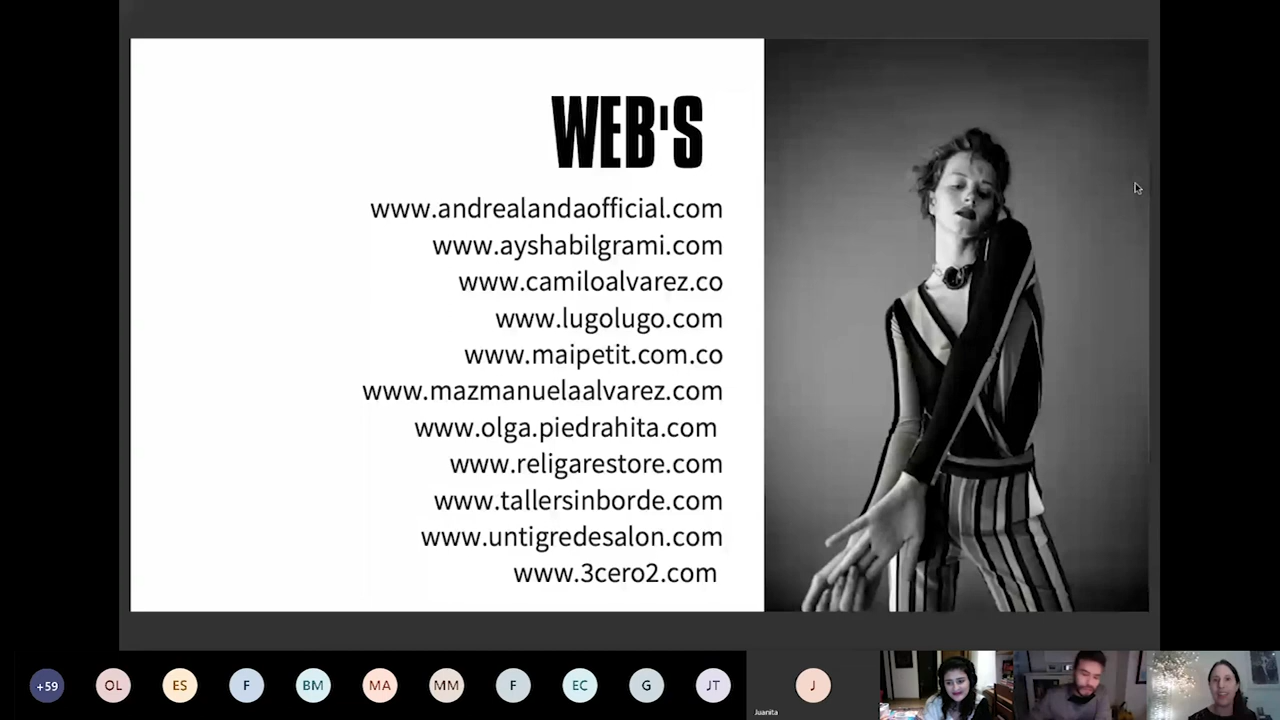 WEB'S
www.andrealandaofficial.com
www.ayshabilgrami.com
www.camiloalvarez.co
www.lugolugo.com
www.maipetit.com.co
www.mazmanuelaalvarez.com
www.olga.piedrahita.com
www.religarestore.com
www.tallersinborde.com
www.untigredesalon.com
www.3cero2.com
+59 OL ES F BM MA MM F EC G JT J
Juanita